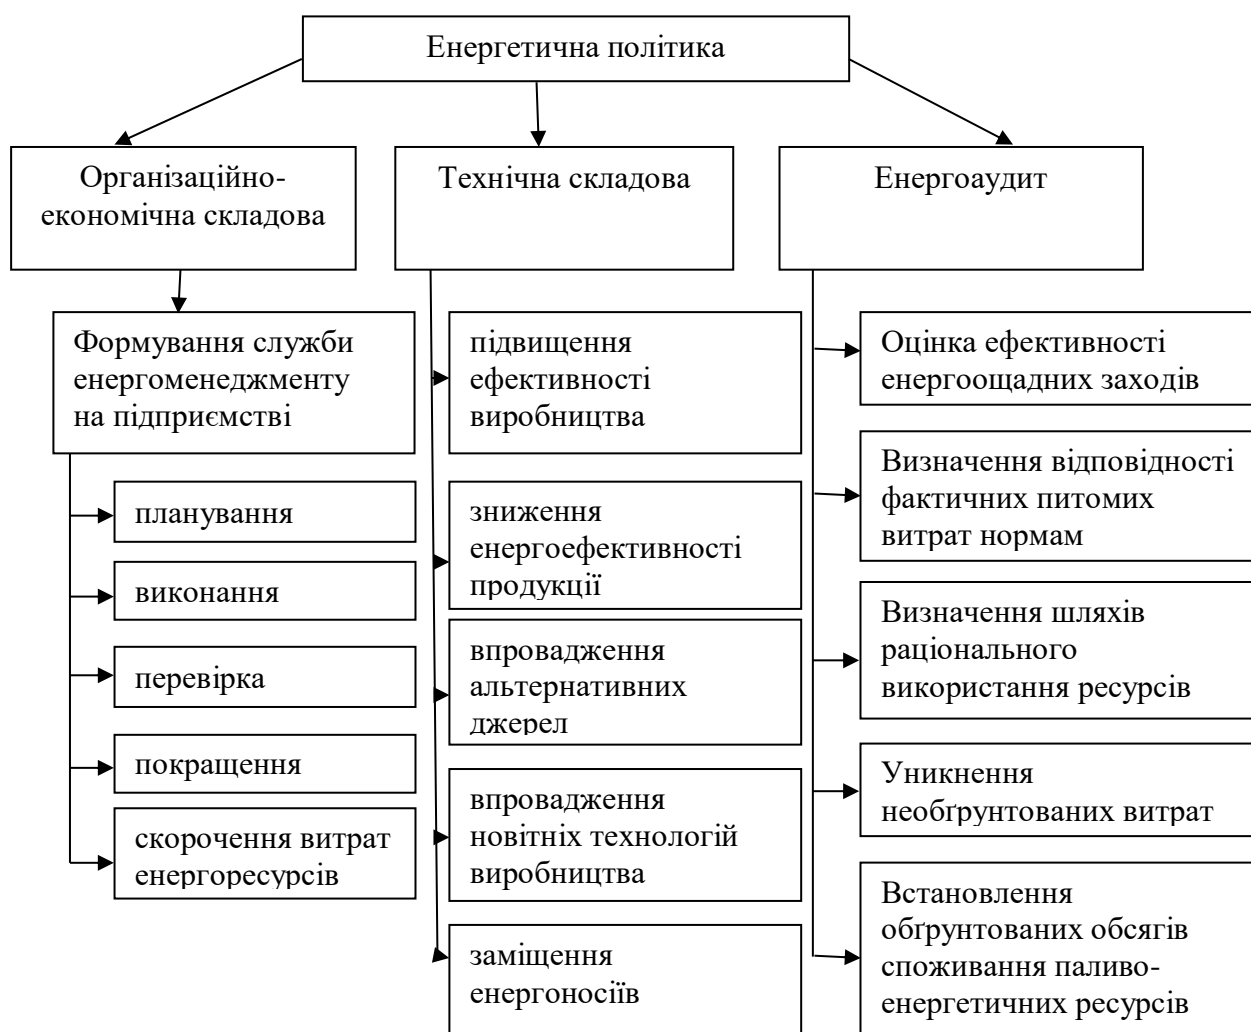 Енергетична політика
Організаційно-
економічна складова
Технічна складова
Енергоаудит
Формування служби
енергоменеджменту
на підприємстві
планування
виконання
перевірка
покращення
скорочення витрат
енергоресурсів
підвищення
ефективності
виробництва
зниження
енергоефективності
продукції
впровадження
альтернативних
джерел
впровадження
новітніх технологій
виробництва
заміщення
енергоносіїв
Оцінка ефективності
енергоощадних заходів
Визначення відповідності
фактичних питомих
витрат нормам
Визначення шляхів
раціонального
використання ресурсів
Уникнення
необґрунтованих витрат
Встановлення
обґрунтованих обсягів
споживання паливо-
енергетичних ресурсів